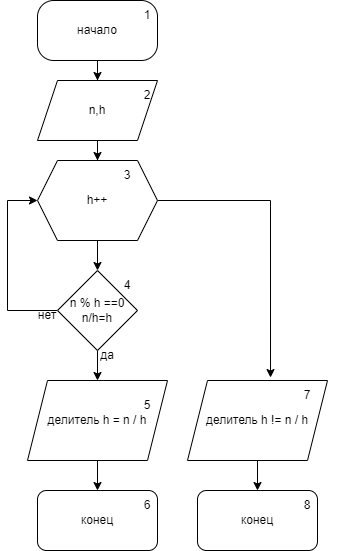 1
начало
2
n,h
3
h++
4
n % h ==0
n/h=h
нет
да
5
делитель h = n / h
7
делитель h != n / h
6
конец
8
конец